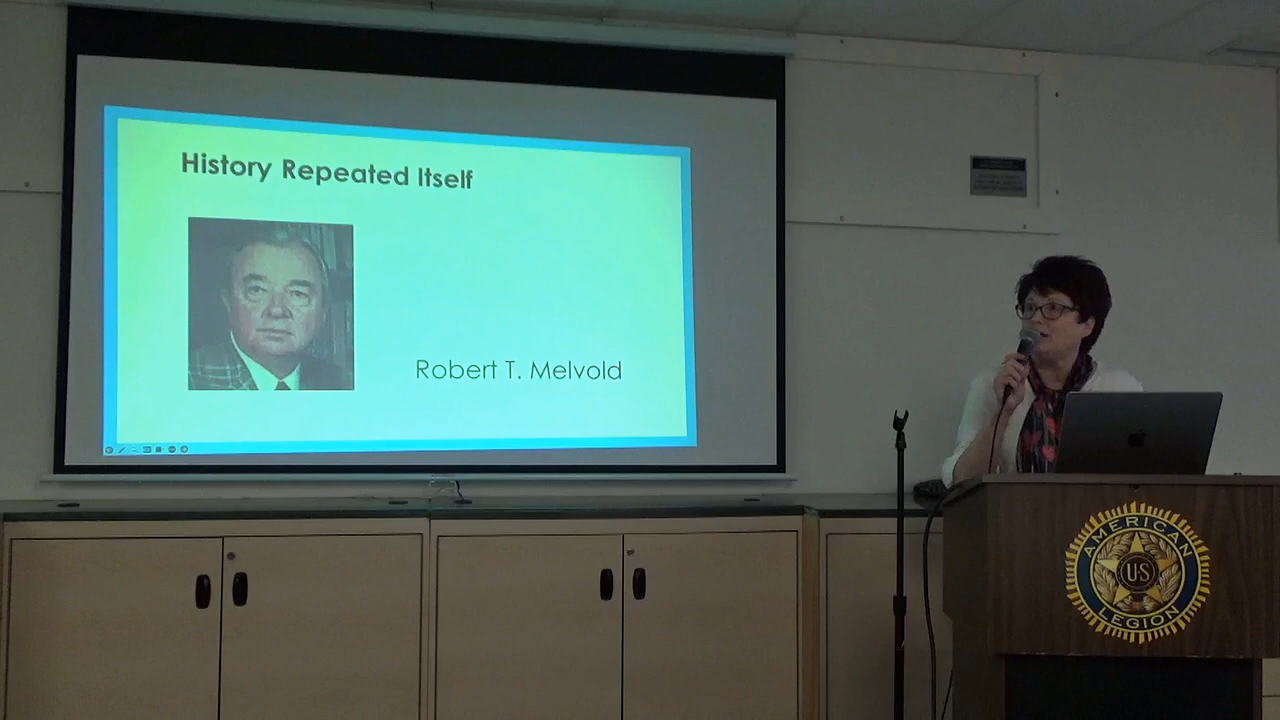 History Repeated Itself
Robert T. Melvold
AMERICAN
US
LEGION